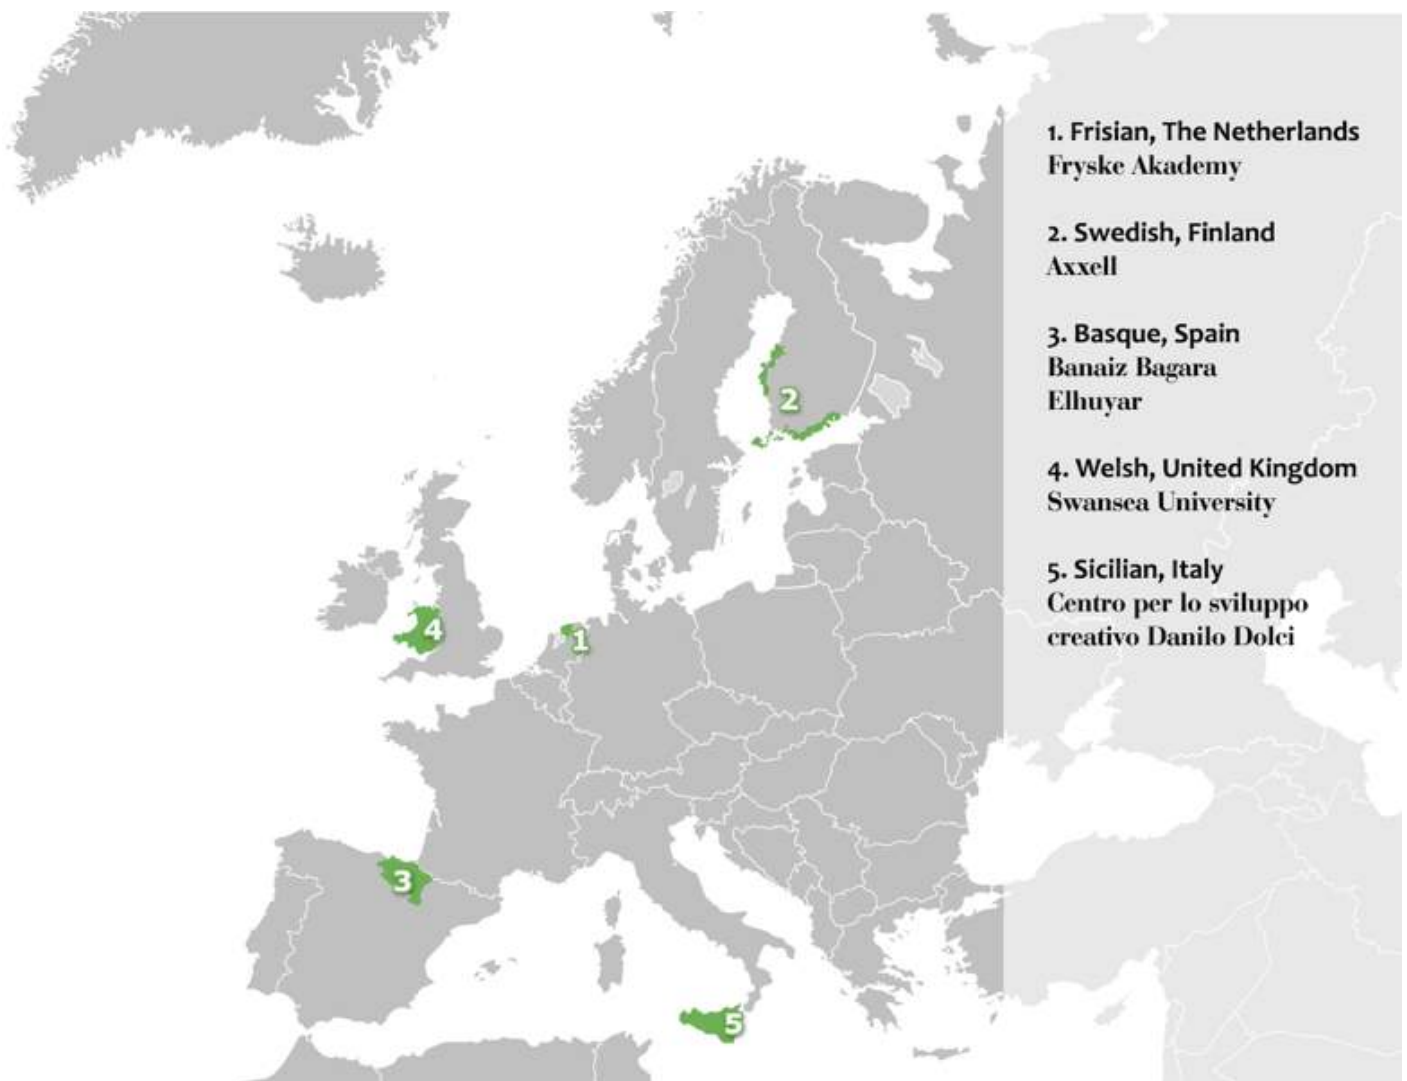 1. Frisian, The Netherlands
Fryske Akademy
2. Swedish, Finland
Axxell
3. Basque, Spain
Banaiz Bagara
Elhuyar
4. Welsh, United Kingdom
Swansea University
5. Sicilian, Italy
Centro per lo sviluppo
creativo Danilo Dolci
2
4
1
3
5